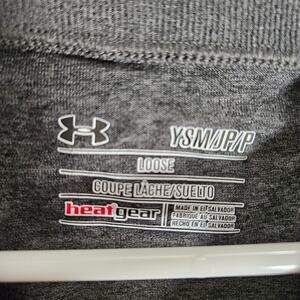 YSM/JP/P
LOOSE
COUPE LÂCHE/SUELTO
heatgear
MADE IN EL SALVADOR
FABRIQUÉ AU SALVADOR
HECHO EN EL SALVADOR